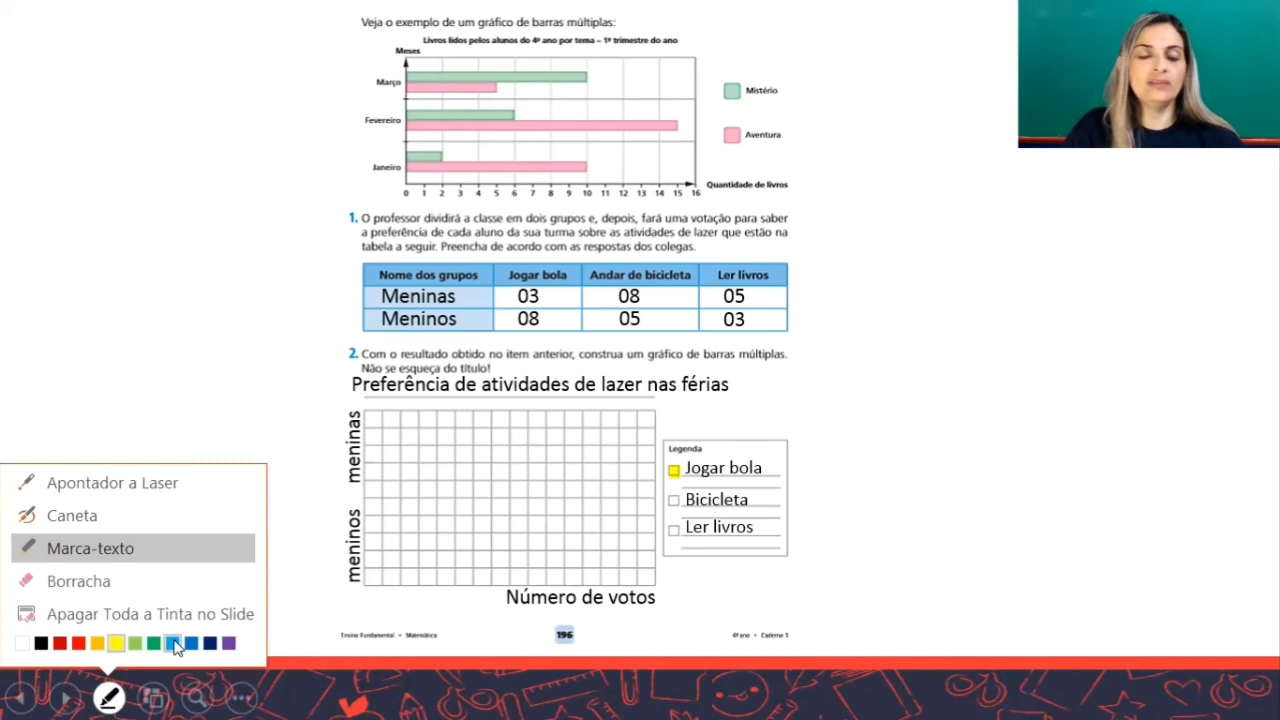 Veja o exemplo de um gráfico de barras múltiplas:
Livros lidos pelos alunos do 4º ano por tema – 1º trimestre do ano
Meses
Março
Fevereiro
Janeiro
0 1 2 3 4 5 6 7 8 9 10 11 12 13 14 15 16
Quantidade de livros
Mistério
Aventura
1. O professor dividirá a classe em dois grupos e, depois, fará uma votação para saber
a preferência de cada aluno da sua turma sobre as atividades de lazer que estão na
tabela a seguir. Preencha de acordo com as respostas dos colegas.
Nome dos grupos Jogar bola Andar de bicicleta Ler livros
Meninas 03 08 05
Meninos 08 05 03
2. Com o resultado obtido no item anterior, construa um gráfico de barras múltiplas.
Não se esqueça do título!
Preferência de atividades de lazer nas férias
meninas
meninos
Número de votos
Legenda
Jogar bola
Bicicleta
Ler livros
Ensino Fundamental • Matemática
196
4º ano • Caderno 1
Apontador a Laser
Caneta
Marca-texto
Borracha
Apagar Toda a Tinta no Slide